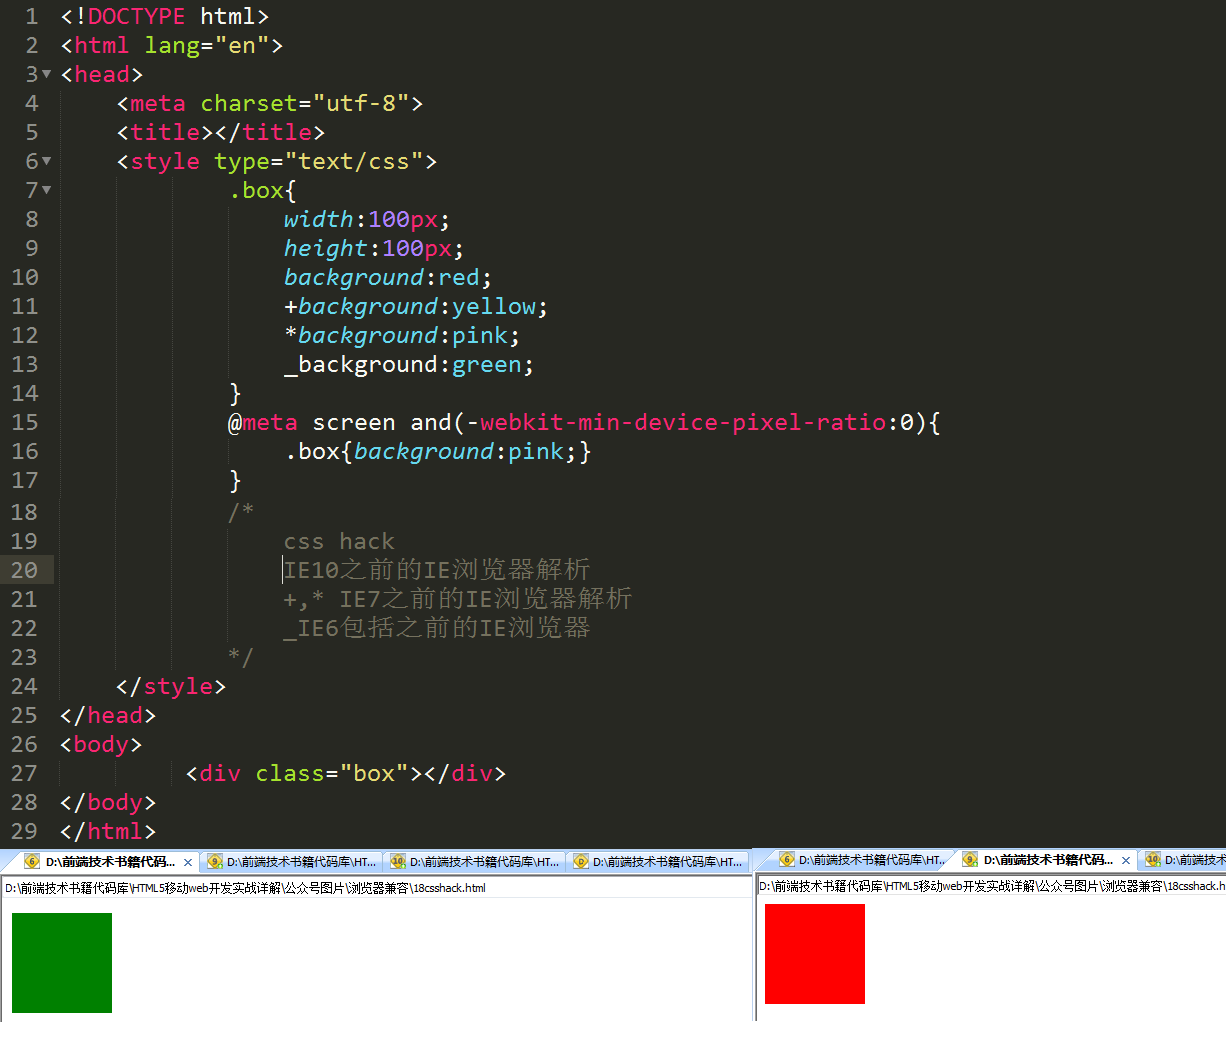 1 <!DOCTYPE html>
2 <html lang="en">
3 <head>
4 <meta charset="utf-8">
5 <title></title>
6 <style type="text/css">
7 .box{
8 width:100px;
9 height:100px;
10 background:red;
11 +background:yellow;
12 *background:pink;
13 _background:green;
14 }
15 @meta screen and(-webkit-min-device-pixel-ratio:0){
16 .box{background:pink;}
17 }
18 /*
19 css hack
20 IE10之前的IE浏览器解析
21 +,* IE7之前的IE浏览器解析
22 _IE6包括之前的IE浏览器
23 */
24 </style>
25 </head>
26 <body>
27 <div class="box"></div>
28 </body>
29 </html>
6 D:\前端技术书籍代码... × 9 D:\前端技术书籍代码库\HT... 10 D:\前端技术书籍代码库\HT... D D:\前端技术书籍代码库\HT...
D:\前端技术书籍代码库\HTML5移动web开发实战详解\公众号图片\浏览器兼容\18csshack.html
6 D:\前端技术书籍代码库\HT... 9 D:\前端技术书籍代码... × 10 D:\前端技术
D:\前端技术书籍代码库\HTML5移动web开发实战详解\公众号图片\浏览器兼容\18csshack.h